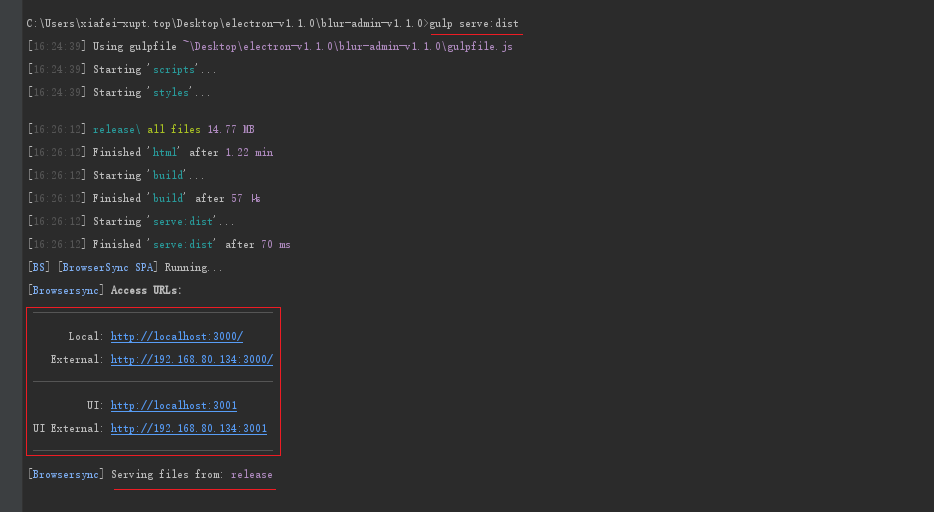 C:\Users\xiafei-xupt.top\Desktop\electron-v1.1.0\blur-admin-v1.1.0>gulp serve:dist
[16:24:39] Using gulpfile ~\Desktop\electron-v1.1.0\blur-admin-v1.1.0\gulpfile.js
[16:24:39] Starting 'scripts'...
[16:24:39] Starting 'styles'...
[16:26:12] release\ all files 14.77 MB
[16:26:12] Finished 'html' after 1.22 min
[16:26:12] Starting 'build'...
[16:26:12] Finished 'build' after 57
[16:26:12] Starting 'serve:dist'...
[16:26:12] Finished 'serve:dist' after 70 ms
[BS] [BrowserSync SPA] Running...
[Browsersync] Access URLs:
Local: http://localhost:3000/
External: http://192.168.80.134:3000/
UI: http://localhost:3001
UI External: http://192.168.80.134:3001
[Browsersync] Serving files from: release